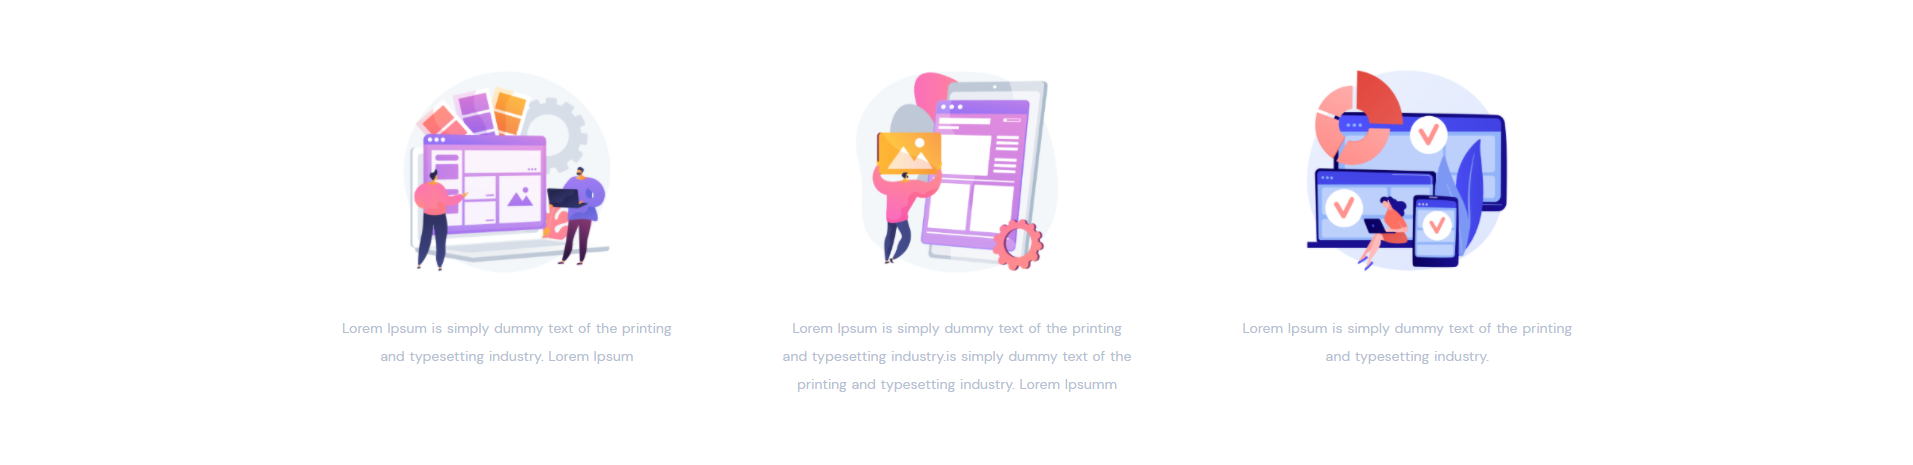 Lorem Ipsum is simply dummy text of the printing
and typesetting industry. Lorem Ipsum
Lorem Ipsum is simply dummy text of the printing
and typesetting industry.is simply dummy text of the
printing and typesetting industry. Lorem Ipsumm
Lorem Ipsum is simply dummy text of the printing
and typesetting industry.